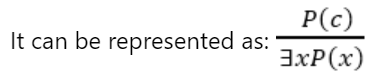 It can be represented as: P(c)
∃xP(x)